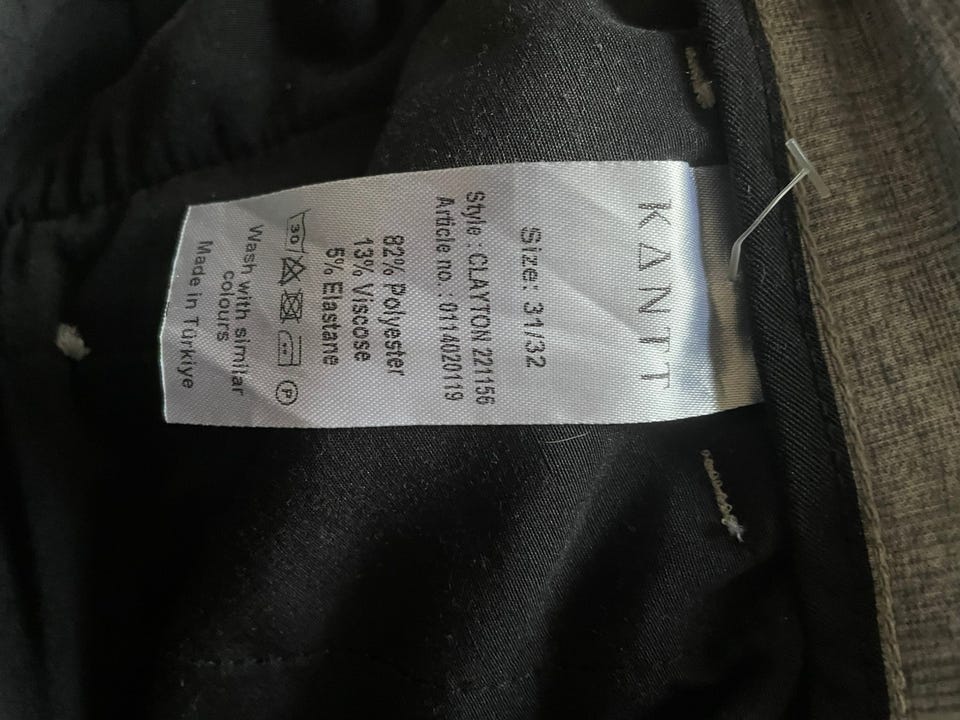 KANTT
Size: 31/32
Style : CLAYTON 221156
Article no. : 0114020119
82% Polyester
13% Viscose
5% Elastane
30 P
Wash with similar
colours
Made in Türkiye